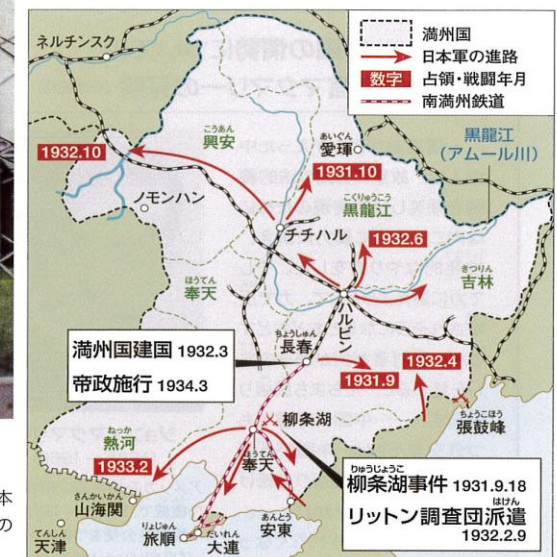 満州国
日本軍の進路
数字 占領・戦闘年月
南満州鉄道
ネルチンスク
黒龍江
(アムール川)
こうあん
興安
あいぐん
愛琿
1932.10
1931.10
ノモンハン
こくりゅうこう
黒龍江
チチハル
1932.6
ほうてん
奉天
きつりん
吉林
ハルビン
ちょうしゅん
長春
満州国建国 1932.3
帝政施行 1934.3
1932.4
1931.9
ちょうこほう
張鼓峰
柳条湖
ねっか
熱河
ほうてん
奉天
1933.2
りゅうじょうこ
柳条湖事件 1931.9.18
はけん
リットン調査団派遣
1932.2.9
さんかいかん
山海関
てんしん
天津
りょじゅん
旅順
だいれん
大連
あんとう
安東
本
の